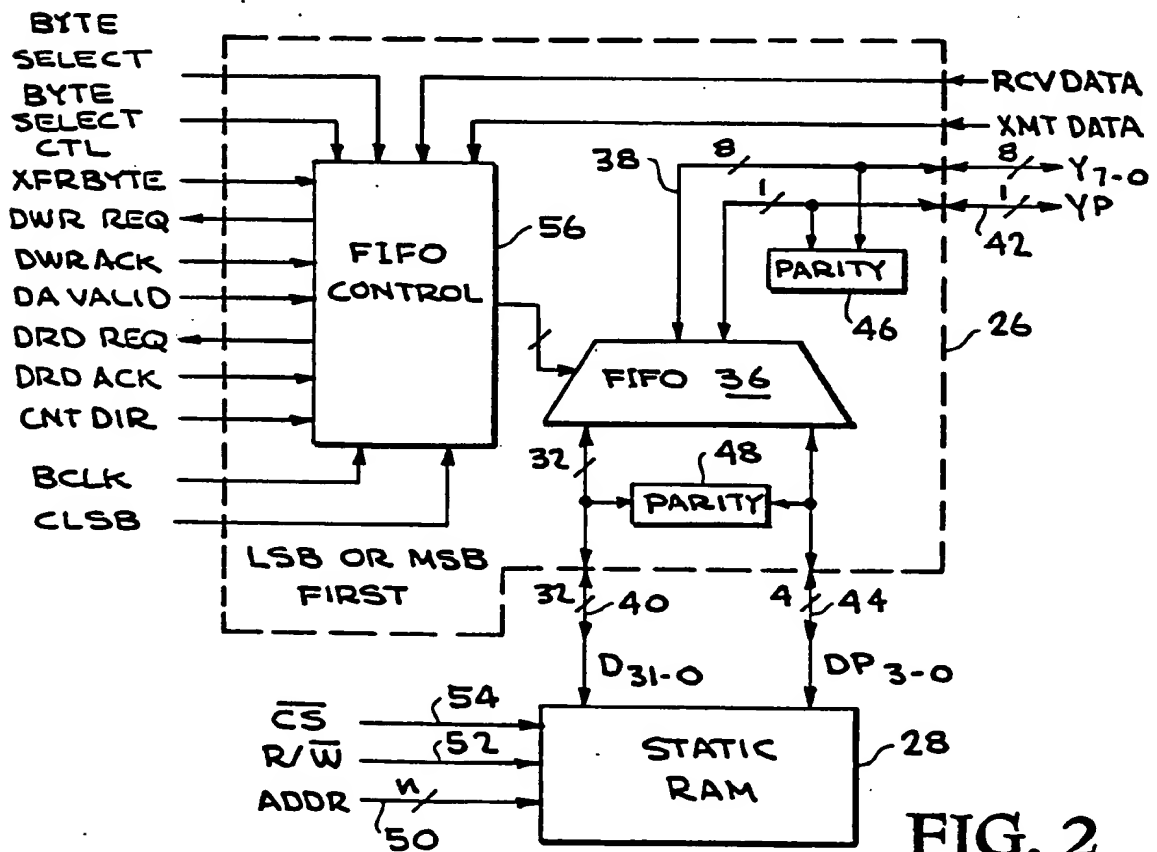 BYTE
SELECT
BYTE
SELECT
CTL
XFRBYTE
DWR REQ
DWR ACK
DA VALID
DRD REQ
DRD ACK
CNT DIR
BCLK
CLSB
RCVDATA
XMT DATA
38
8
8
Y7-0
1
1
YP
42
56
FIFO
CONTROL
PARITY
46
26
FIFO 36
32
48
PARITY
LSB OR MSB
FIRST
32
40
4
44
D31-0
DP3-0
C̅S̅
54
R/W̅
52
ADDR
n
50
STATIC
RAM
28
FIG. 2